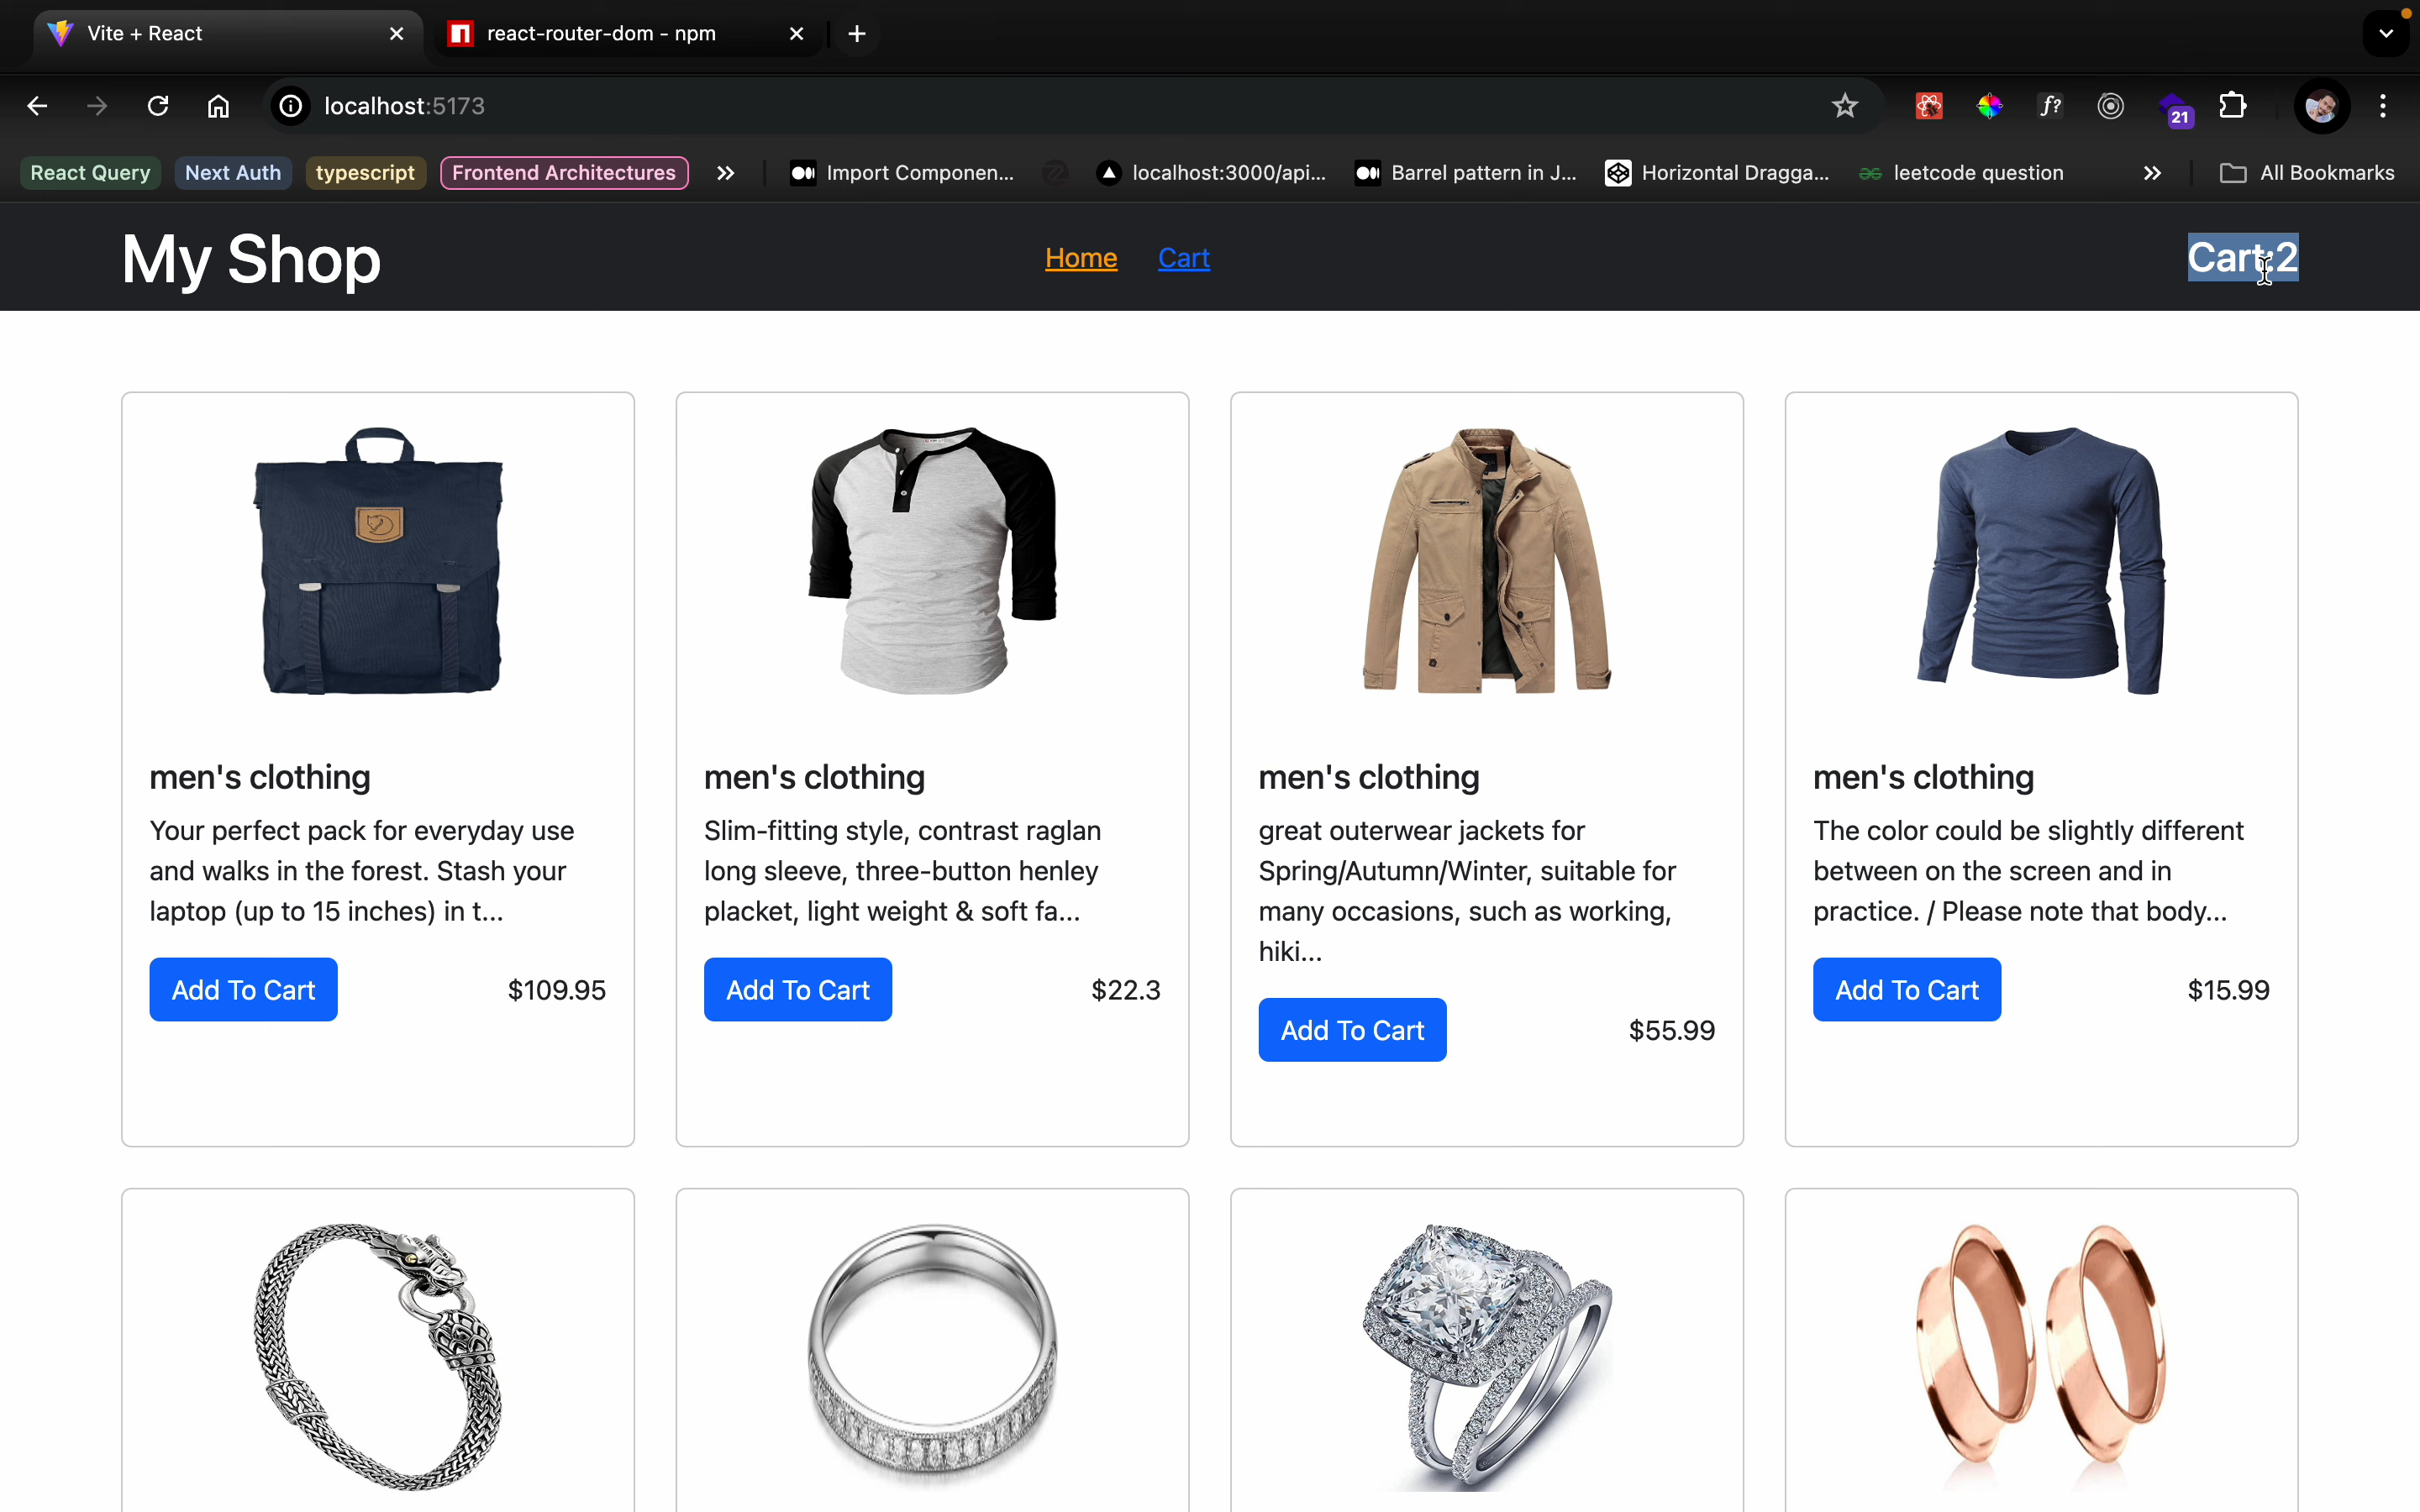 Vite + React
react-router-dom - npm
localhost:5173
21
React Query
Next Auth
typescript
Frontend Architectures
Import Componen...
localhost:3000/api...
Barrel pattern in J...
Horizontal Dragga...
leetcode question
All Bookmarks
My Shop
Home
Cart
Cart:2
men's clothing
Your perfect pack for everyday use
and walks in the forest. Stash your
laptop (up to 15 inches) in t...
Add To Cart
$109.95
men's clothing
Slim-fitting style, contrast raglan
long sleeve, three-button henley
placket, light weight & soft fa...
Add To Cart
$22.3
men's clothing
great outerwear jackets for
Spring/Autumn/Winter, suitable for
many occasions, such as working,
hiki...
Add To Cart
$55.99
men's clothing
The color could be slightly different
between on the screen and in
practice. / Please note that body...
Add To Cart
$15.99